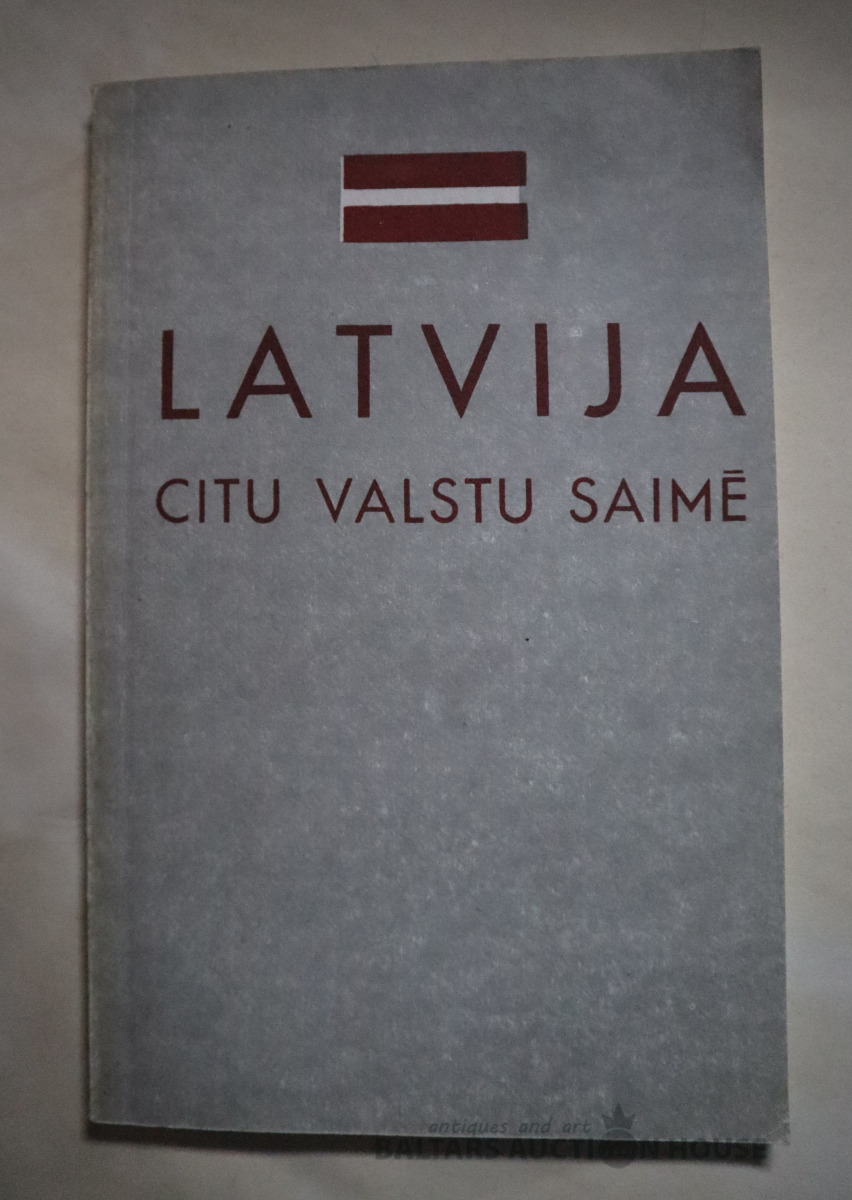 LATVIJA
CITU VALSTU SAIMĒ
antiques and art
BALTARS AUCTION HOUSE